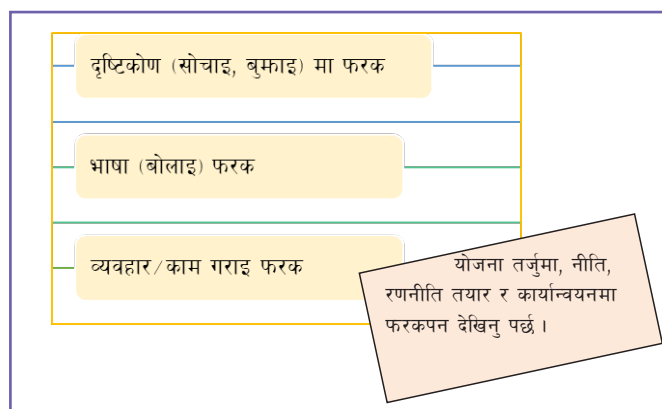 दृष्टिकोण (सोचाइ, बुझाइ) मा फरक
भाषा (बोलाइ) फरक
व्यवहार/काम गराइ फरक
योजना तर्जुमा, नीति,
रणनीति तयार र कार्यान्वयनमा
फरकपन देखिनु पर्छ।